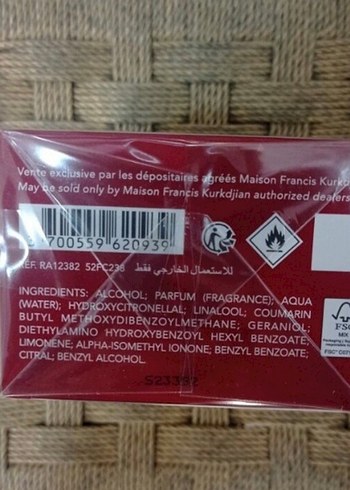 Vente exclusive par les dépositaires agréés Maison Francis Kurkd
May be sold only by Maison Francis Kurkdjian authorized dealers
700559 620939
REF. RA12382 S2FC238
للاستعمال الخارجي فقط
INGREDIENTS: ALCOHOL; PARFUM (FRAGRANCE); AQUA
(WATER); HYDROXYCITRONELLAL; LINALOOL; COUMARIN
BUTYL METHOXYDIBENZOYLMETHANE; GERANIOL;
DIETHYLAMINO HYDROXYBENZOYL HEXYL BENZOATE;
LIMONENE; ALPHA-ISOMETHYL IONONE; BENZYL BENZOATE;
CITRAL; BENZYL ALCOHOL.
FSC
MIX